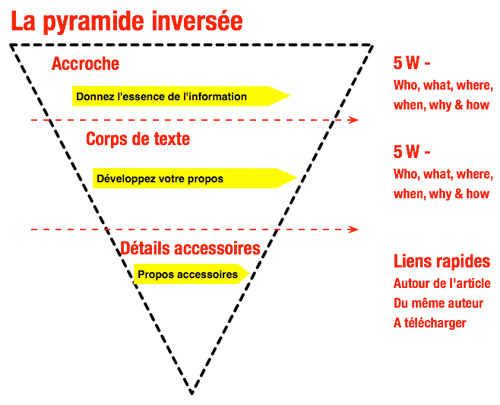 La pyramide inversée
Accroche
Donnez l'essence de l'information
5 W -
Who, what, where,
when, why & how
Corps de texte
Développez votre propos
5 W -
Who, what, where,
when, why & how
Détails accessoires
Propos accessoires
Liens rapides
Autour de l'article
Du même auteur
A télécharger